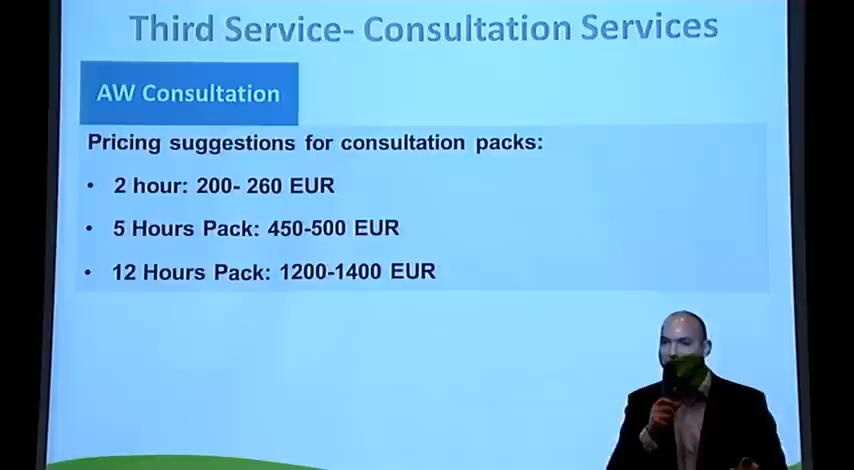 Third Service- Consultation Services
AW Consultation
Pricing suggestions for consultation packs:
• 2 hour: 200- 260 EUR
• 5 Hours Pack: 450-500 EUR
• 12 Hours Pack: 1200-1400 EUR